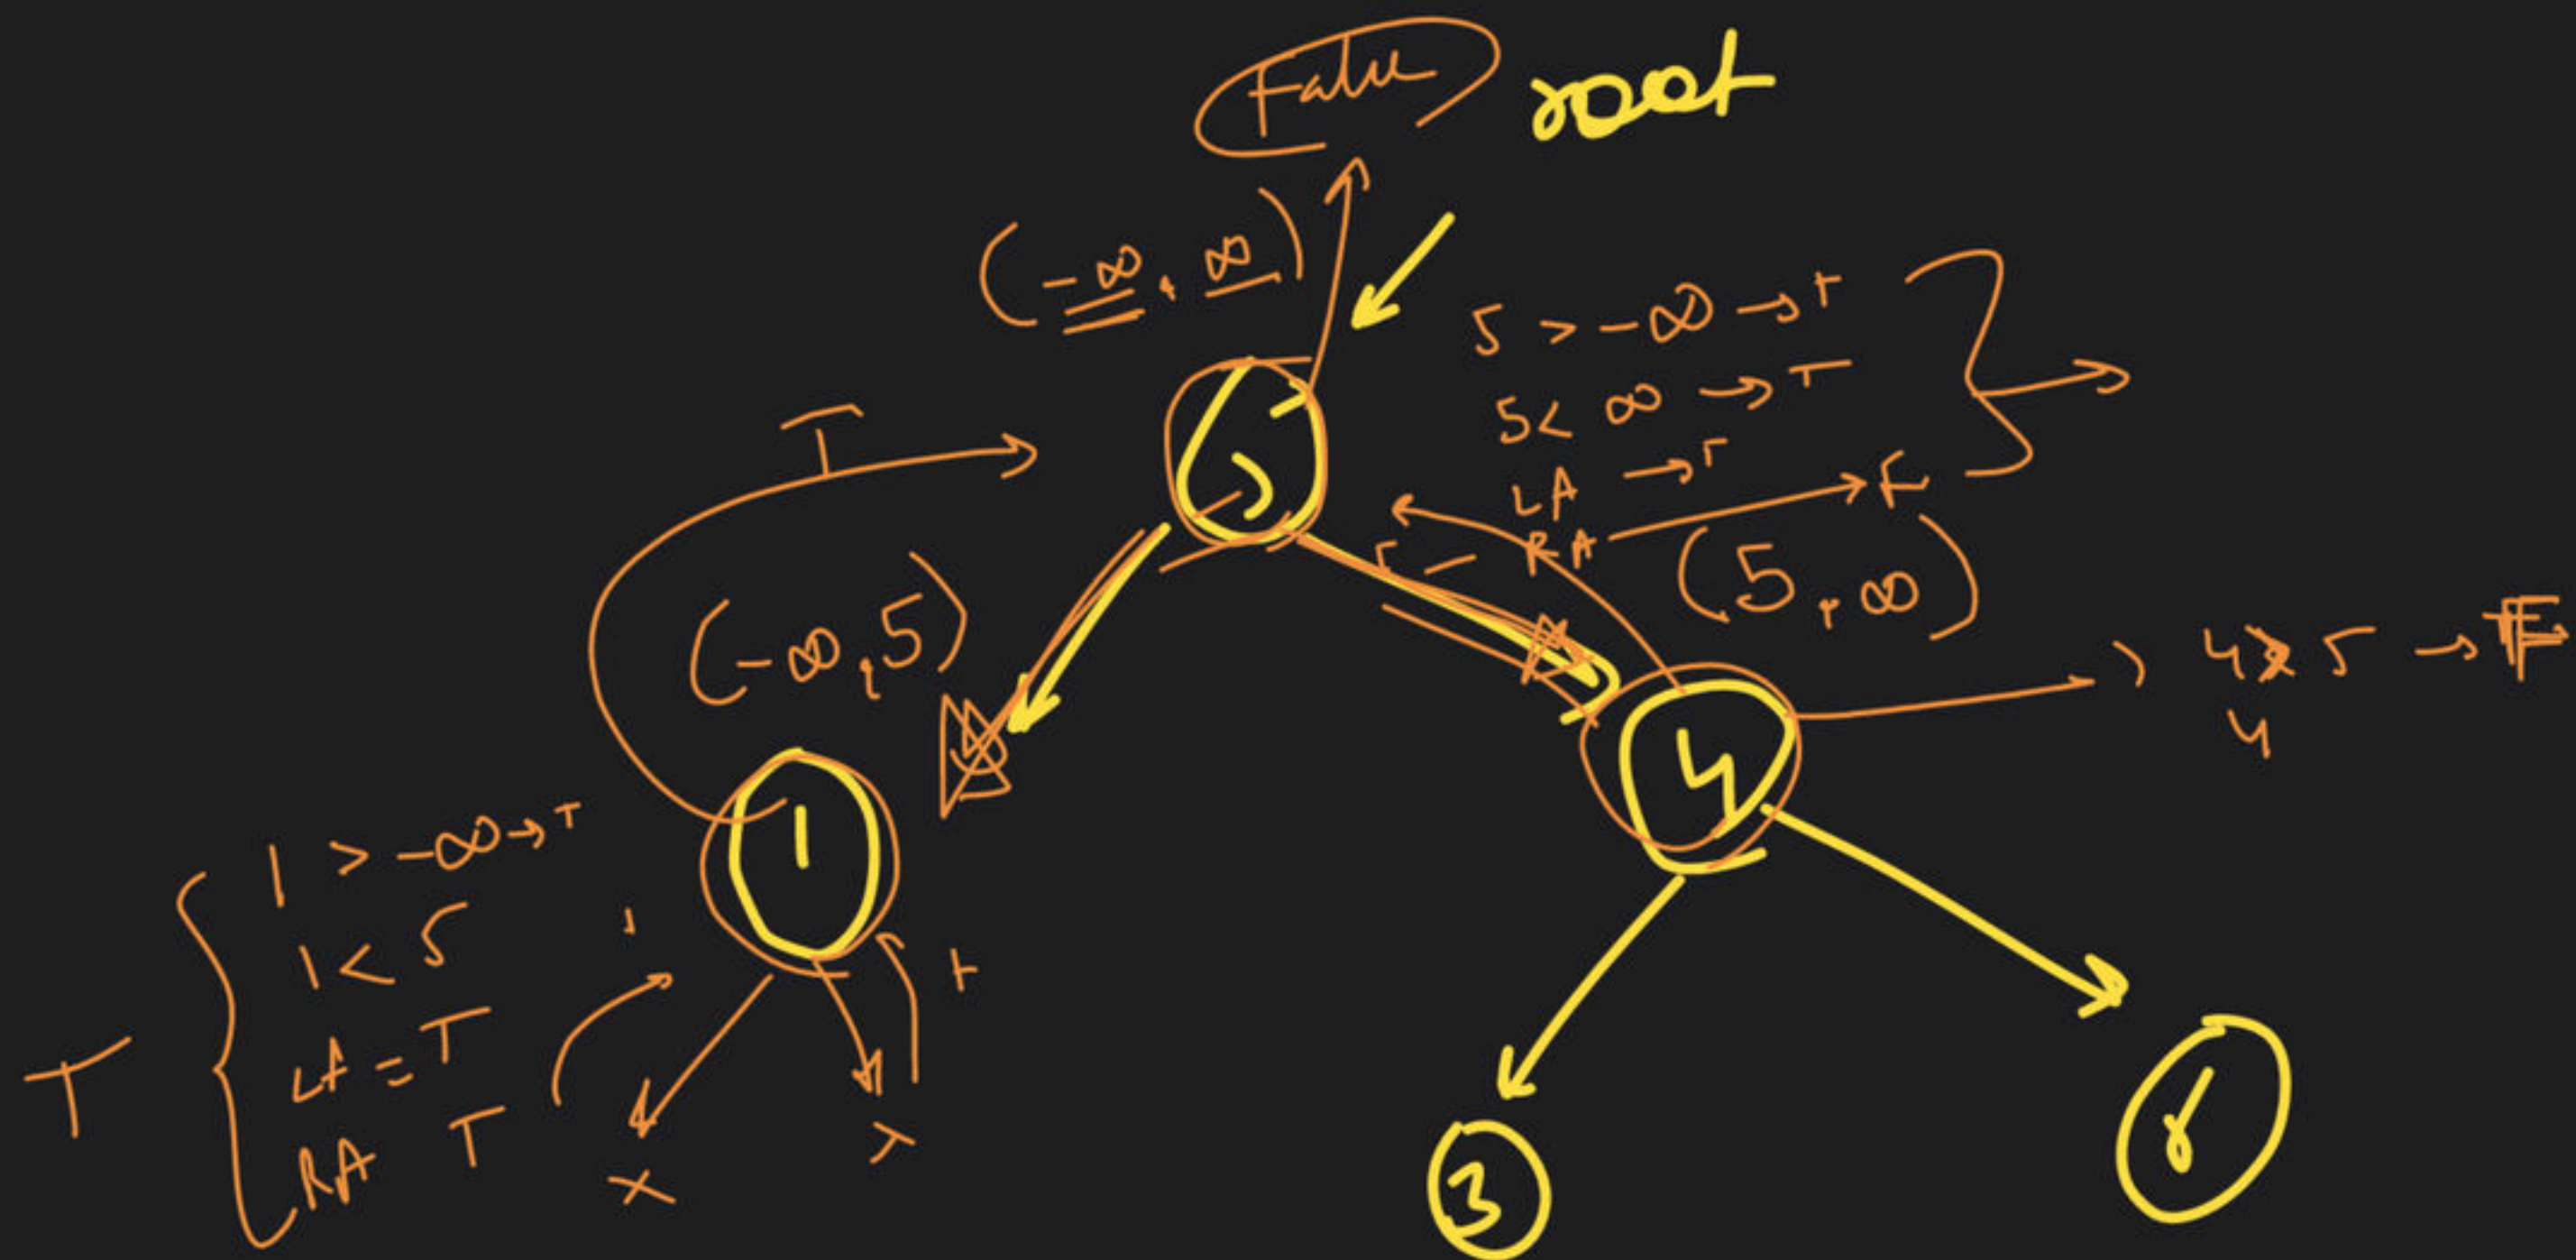 False root
(-∞, ∞)
5 > -∞ → T
5 < ∞ → T
LA → T
RA → F
T
5
(5, ∞)
(-∞, 5)
4 > 5 → F
4
4
1
1 > -∞ → T
1 < 5
LA = T
RA T
T
T
x
x
3
6